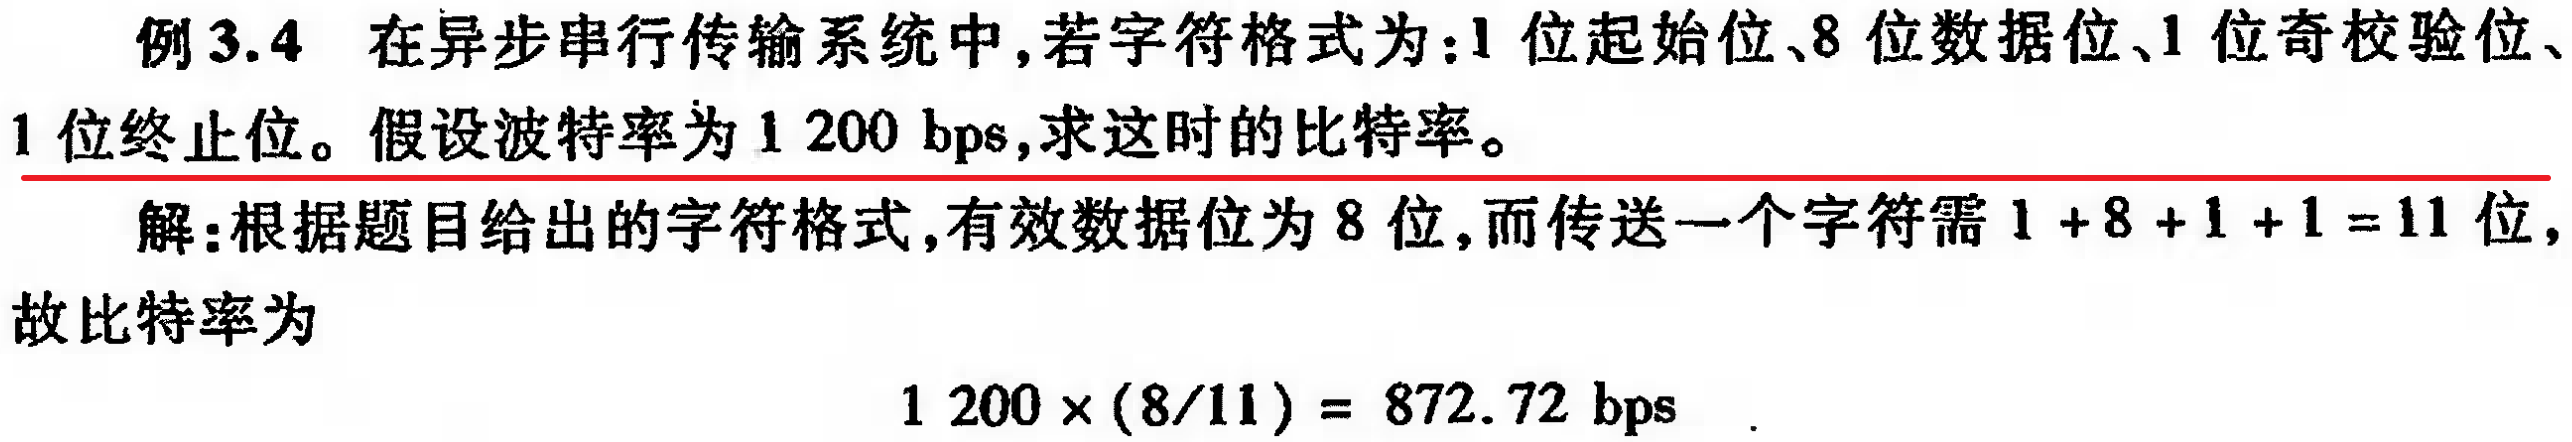 例 3.4 在异步串行传输系统中,若字符格式为:1 位起始位、8 位数据位、1 位奇校验位、
1 位终止位。假设波特率为 1 200 bps,求这时的比特率。
解:根据题目给出的字符格式,有效数据位为 8 位,而传送一个字符需 1 + 8 + 1 + 1 = 11 位,
故比特率为
1 200 × (8/11) = 872.72 bps